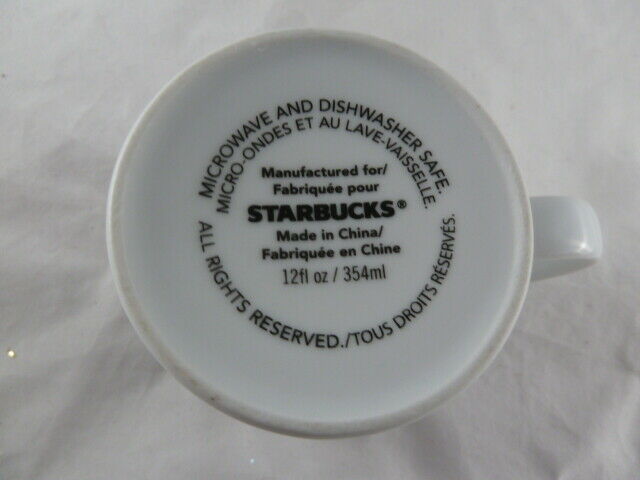 MICROWAVE AND DISHWASHER SAFE.
MICRO-ONDES ET AU LAVE-VAISSELLE.
Manufactured for/
Fabriquée pour
STARBUCKS®
Made in China/
Fabriquée en Chine
12fl oz / 354ml
ALL RIGHTS RESERVED./TOUS DROITS RÉSERVÉS.